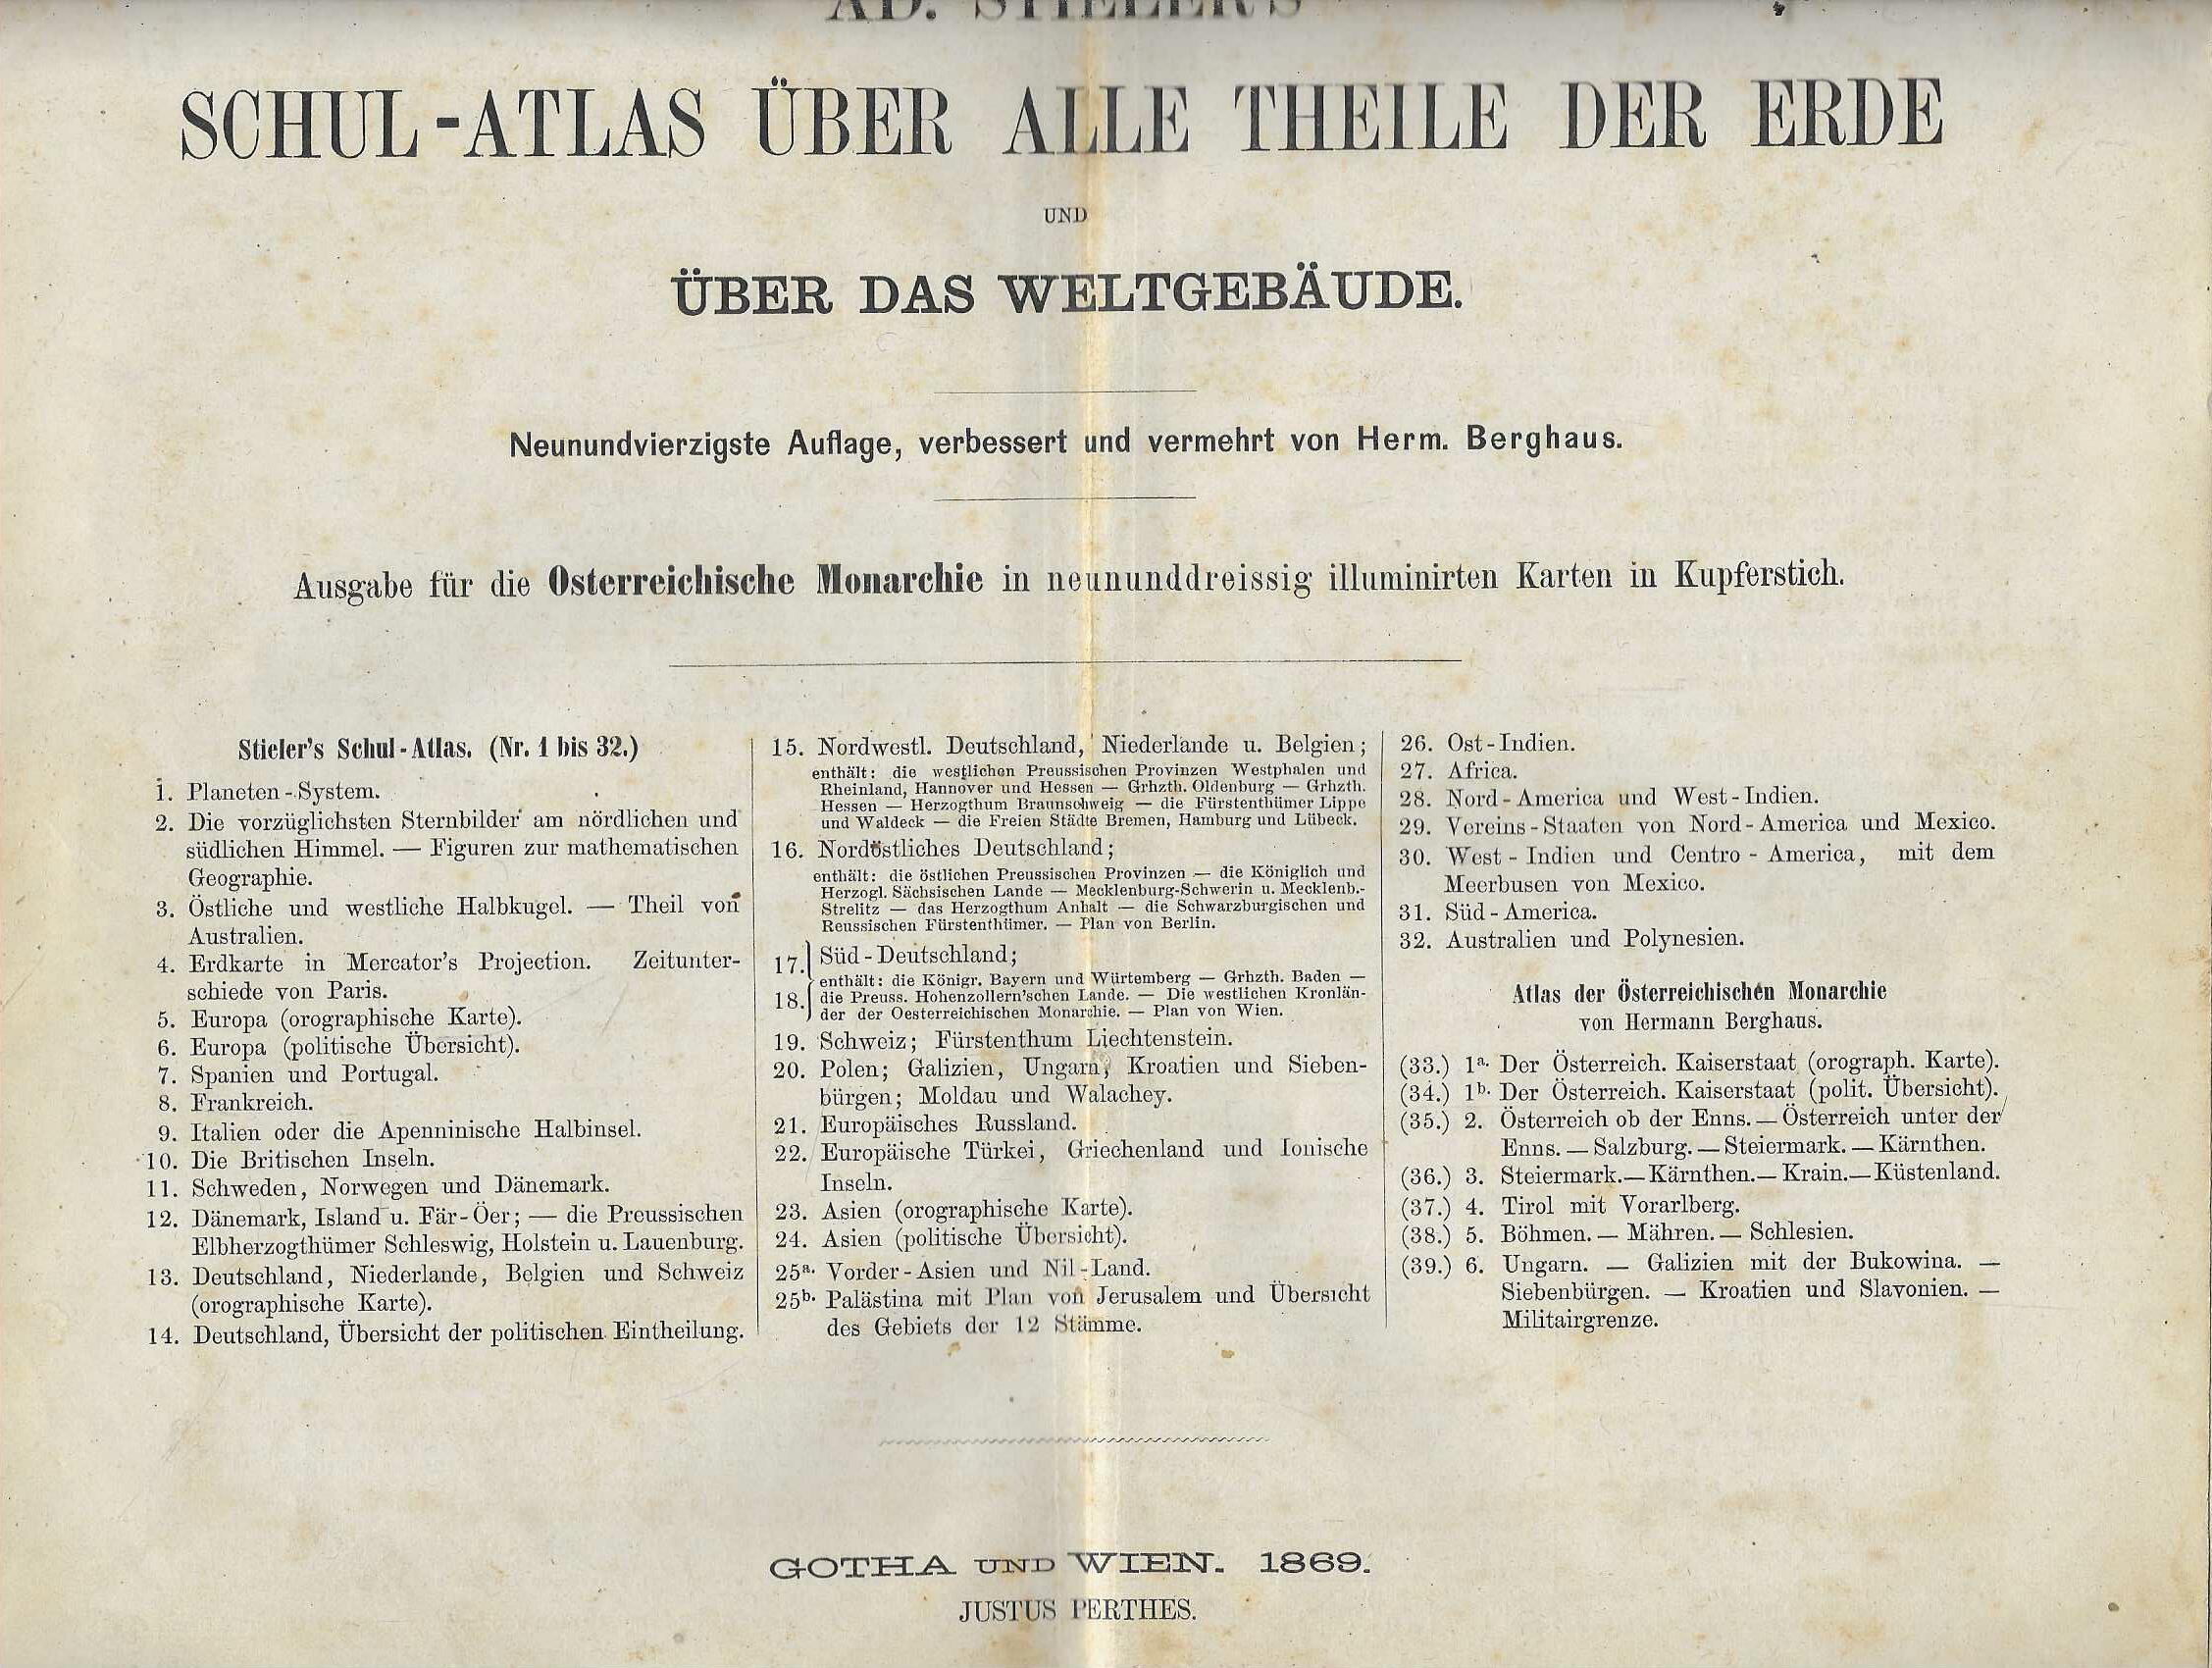 AD. STIELER'S
SCHUL-ATLAS ÜBER ALLE THEILE DER ERDE
UND
ÜBER DAS WELTGEBÄUDE.
Neunundvierzigste Auflage, verbessert und vermehrt von Herm. Berghaus.
Ausgabe für die Österreichische Monarchie in neununddreissig illuminirten Karten in Kupferstich.
Stieler's Schul-Atlas. (Nr. 1 bis 32.)
1. Planeten-System.
2. Die vorzüglichsten Sternbilder am nördlichen und
südlichen Himmel. — Figuren zur mathematischen
Geographie.
3. Östliche und westliche Halbkugel. — Theil von
Australien.
4. Erdkarte in Mercator's Projection. Zeitunter-
schiede von Paris.
5. Europa (orographische Karte).
6. Europa (politische Übersicht).
7. Spanien und Portugal.
8. Frankreich.
9. Italien oder die Apenninische Halbinsel.
10. Die Britischen Inseln.
11. Schweden, Norwegen und Dänemark.
12. Dänemark, Island u. Fär-Öer; — die Preussischen
Elbherzogthümer Schleswig, Holstein u. Lauenburg.
13. Deutschland, Niederlande, Belgien und Schweiz
(orographische Karte).
14. Deutschland, Übersicht der politischen Eintheilung.
15. Nordwestl. Deutschland, Niederlande u. Belgien;
enthält: die westlichen Preussischen Provinzen Westphalen und
Rheinland, Hannover und Hessen — Grhzth. Oldenburg — Grhzth.
Hessen — Herzogthum Braunschweig — die Fürstenthümer Lippe
und Waldeck — die Freien Städte Bremen, Hamburg und Lübeck.
16. Nordöstliches Deutschland;
enthält: die östlichen Preussischen Provinzen — die Königlich und
Herzogl. Sächsischen Lande — Mecklenburg-Schwerin u. Mecklenb.-
Strelitz — das Herzogthum Anhalt — die Schwarzburgischen und
Reussischen Fürstenthümer. — Plan von Berlin.
17. Süd-Deutschland;
enthält: die Königr. Bayern und Würtemberg — Grhzth. Baden —
18. die Preuss. Hohenzollern'schen Lande. — Die westlichen Kronlän-
der der Oesterreichischen Monarchie. — Plan von Wien.
19. Schweiz; Fürstenthum Liechtenstein.
20. Polen; Galizien, Ungarn, Kroatien und Sieben-
bürgen; Moldau und Walachey.
21. Europäisches Russland.
22. Europäische Türkei, Griechenland und Ionische
Inseln.
23. Asien (orographische Karte).
24. Asien (politische Übersicht).
25a. Vorder-Asien und Nil-Land.
25b. Palästina mit Plan von Jerusalem und Übersicht
des Gebiets der 12 Stämme.
26. Ost-Indien.
27. Africa.
28. Nord-America und West-Indien.
29. Vereins-Staaten von Nord-America und Mexico.
30. West-Indien und Centro-America, mit dem
Meerbusen von Mexico.
31. Süd-America.
32. Australien und Polynesien.
Atlas der Österreichischen Monarchie
von Hermann Berghaus.
(33.) 1a. Der Österreich. Kaiserstaat (orograph. Karte).
(34.) 1b. Der Österreich. Kaiserstaat (polit. Übersicht).
(35.) 2. Österreich ob der Enns. — Österreich unter der
Enns. — Salzburg. — Steiermark. — Kärnthen.
(36.) 3. Steiermark. — Kärnthen. — Krain. — Küstenland.
(37.) 4. Tirol mit Vorarlberg.
(38.) 5. Böhmen. — Mähren. — Schlesien.
(39.) 6. Ungarn. — Galizien mit der Bukowina. —
Siebenbürgen. — Kroatien und Slavonien. —
Militairgrenze.
GOTHA UND WIEN. 1869.
JUSTUS PERTHES.